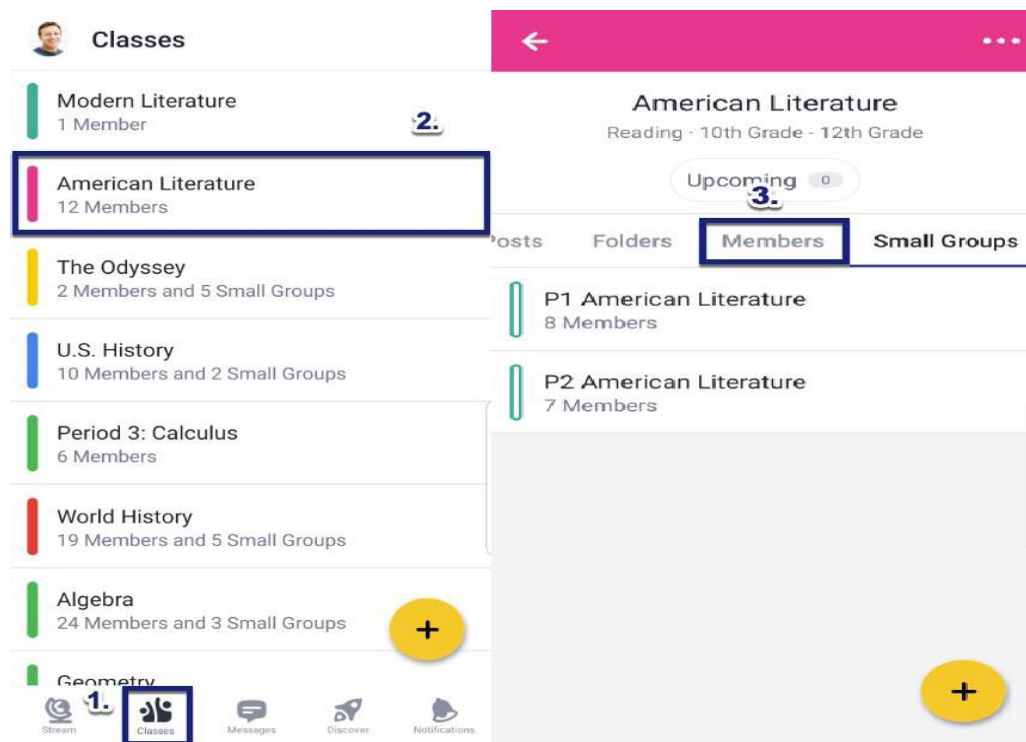 Classes
Modern Literature
1 Member
2.
American Literature
12 Members
The Odyssey
2 Members and 5 Small Groups
U.S. History
10 Members and 2 Small Groups
Period 3: Calculus
6 Members
World History
19 Members and 5 Small Groups
Algebra
24 Members and 3 Small Groups
+
Geometry
1.
Stream Classes Messages Discover Notifications
American Literature
Reading · 10th Grade - 12th Grade
Upcoming 0
3.
Posts Folders Members Small Groups
P1 American Literature
8 Members
P2 American Literature
7 Members
+